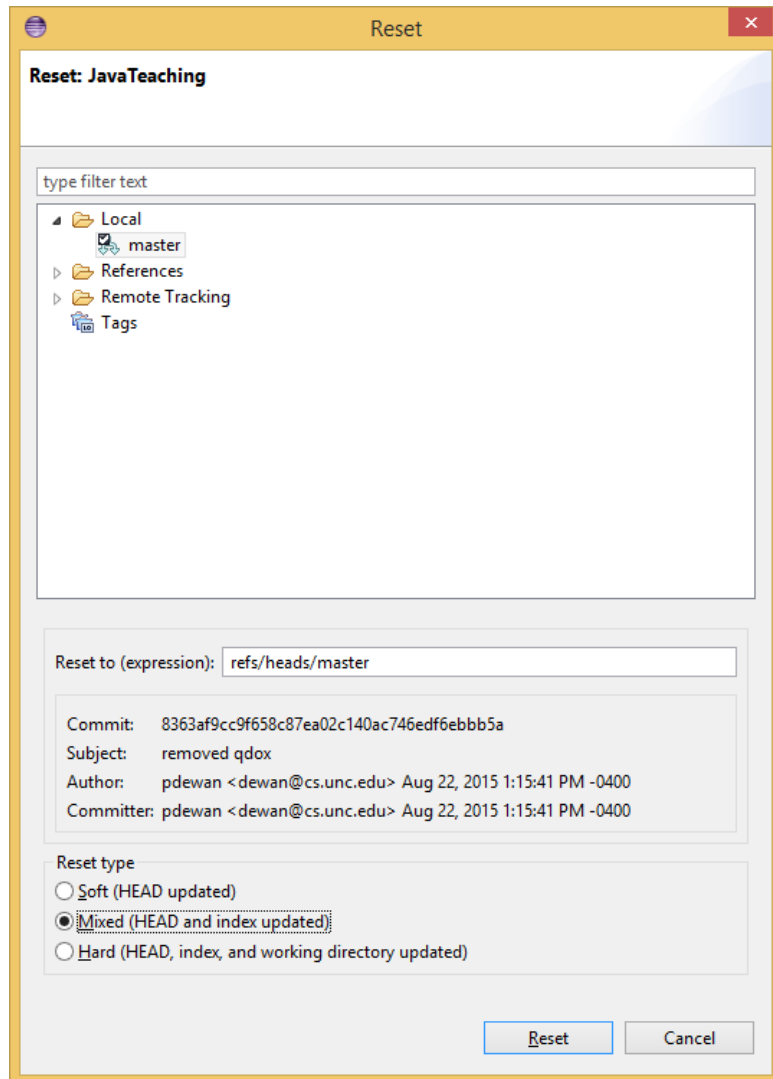 Reset
Reset: JavaTeaching
type filter text
Local
master
References
Remote Tracking
Tags
Reset to (expression): refs/heads/master
Commit: 8363af9cc9f658c87ea02c140ac746edf6ebbb5a
Subject: removed qdox
Author: pdewan <dewan@cs.unc.edu> Aug 22, 2015 1:15:41 PM -0400
Committer: pdewan <dewan@cs.unc.edu> Aug 22, 2015 1:15:41 PM -0400
Reset type
Soft (HEAD updated)
Mixed (HEAD and index updated)
Hard (HEAD, index, and working directory updated)
Reset Cancel